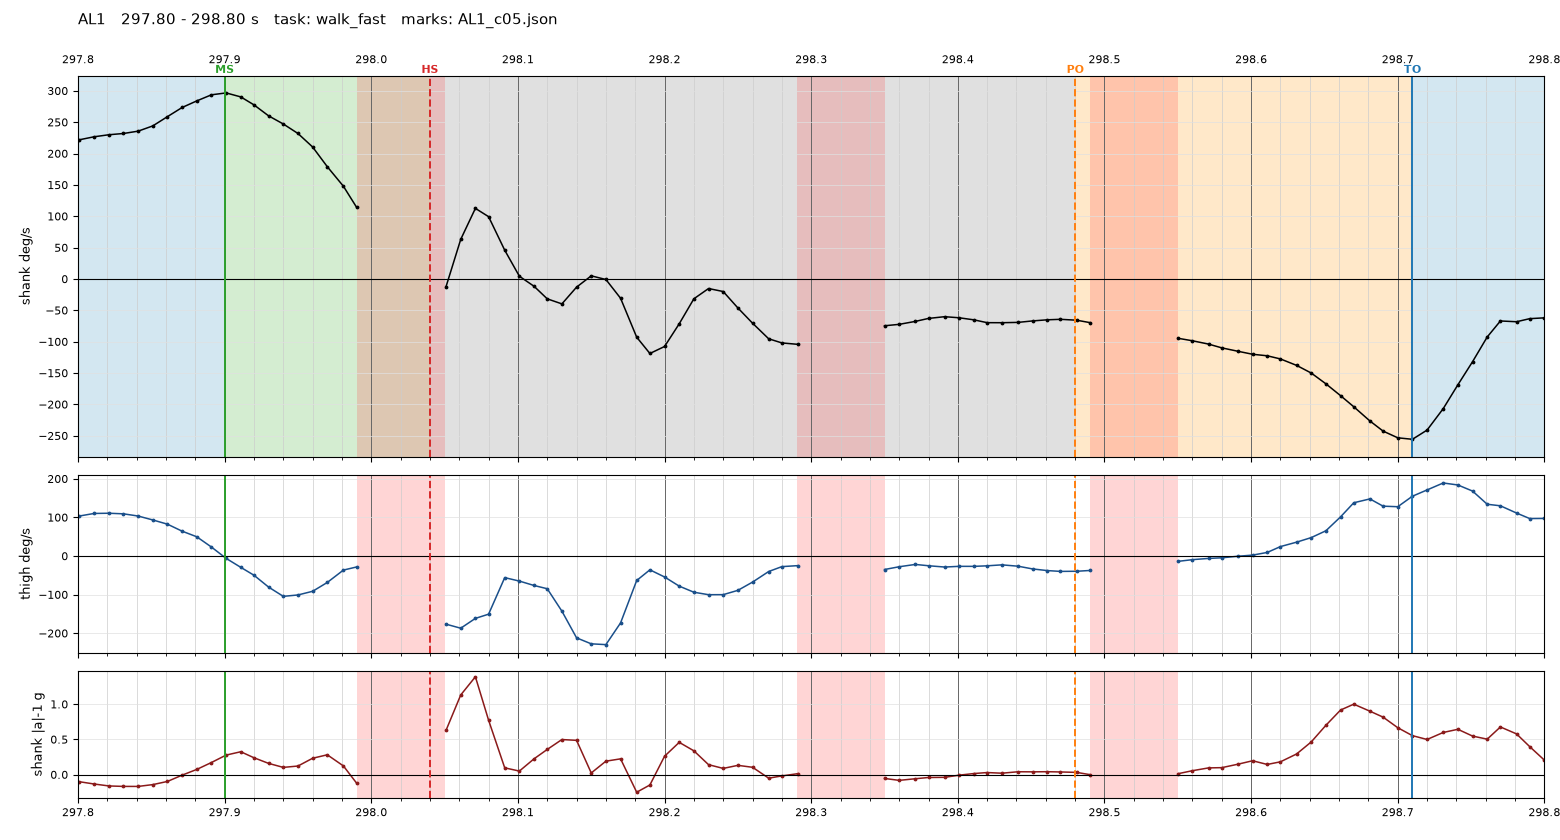 AL1   297.80 - 298.80 s   task: walk_fast   marks: AL1_c05.json
297.8 297.9 298.0 298.1 298.2 298.3 298.4 298.5 298.6 298.7 298.8
MS HS PO TO
shank deg/s
300
250
200
150
100
50
0
−50
−100
−150
−200
−250
thigh deg/s
200
100
0
−100
−200
shank |a|-1 g
1.0
0.5
0.0
297.8 297.9 298.0 298.1 298.2 298.3 298.4 298.5 298.6 298.7 298.8